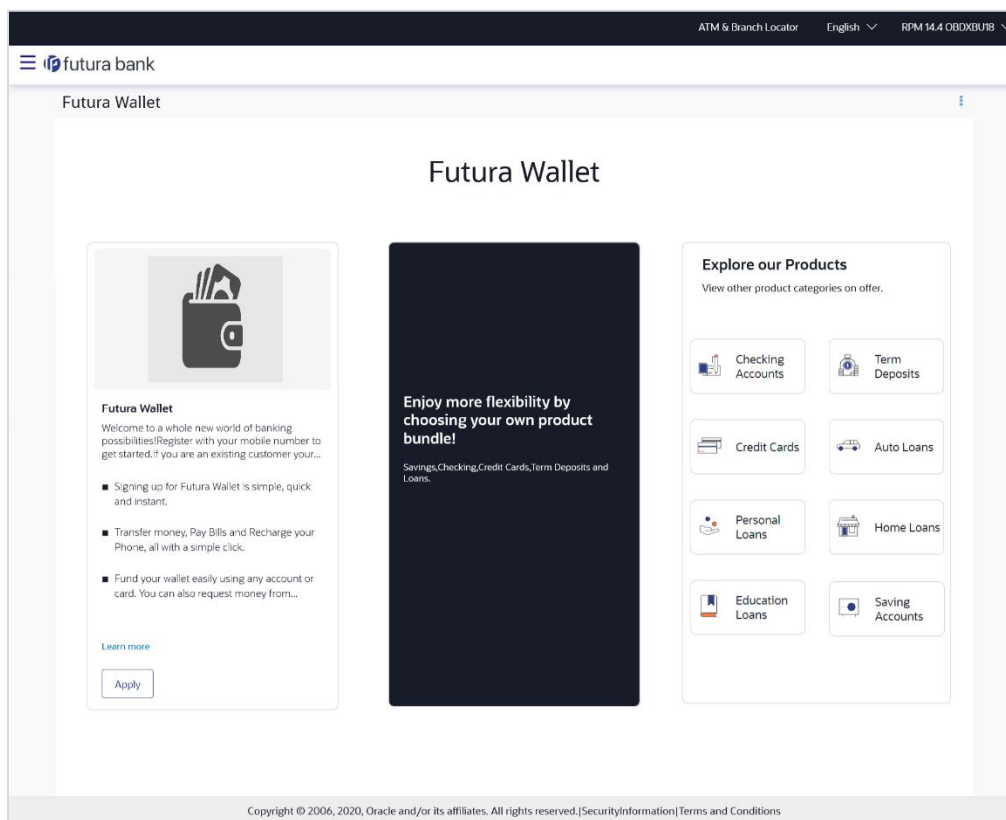 ATM & Branch Locator English RPM 14.4 OBDXBU18
futura bank
Futura Wallet
Futura Wallet
Futura Wallet
Welcome to a whole new world of banking
possibilities!Register with your mobile number to
get started.If you are an existing customer your...
■ Signing up for Futura Wallet is simple, quick
and instant.
■ Transfer money, Pay Bills and Recharge your
Phone, all with a simple click.
■ Fund your wallet easily using any account or
card. You can also request money from...
Learn more
Apply
Enjoy more flexibility by
choosing your own product
bundle!
Savings,Checking,Credit Cards,Term Deposits and
Loans.
Explore our Products
View other product categories on offer.
Checking
Accounts
Term
Deposits
Credit Cards
Auto Loans
Personal
Loans
Home Loans
Education
Loans
Saving
Accounts
Copyright © 2006, 2020, Oracle and/or its affiliates. All rights reserved.|SecurityInformation|Terms and Conditions